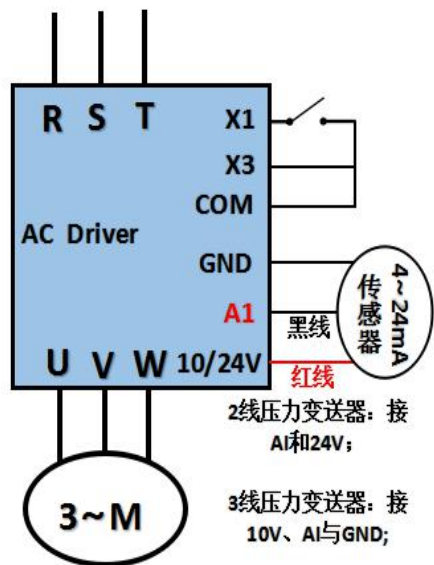 R S T
X1
X3
COM
AC Driver
GND
A1
黑线
U V W
10/24V
红线
4~24mA
传感器
2线压力变送器：接
AI和24V；
3~M
3线压力变送器：接
10V、AI与GND;